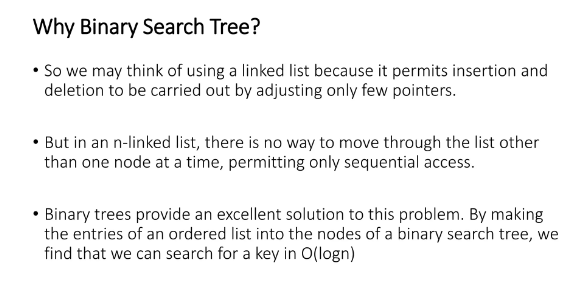 Why Binary Search Tree?
• So we may think of using a linked list because it permits insertion and
deletion to be carried out by adjusting only few pointers.
• But in an n-linked list, there is no way to move through the list other
than one node at a time, permitting only sequential access.
• Binary trees provide an excellent solution to this problem. By making
the entries of an ordered list into the nodes of a binary search tree, we
find that we can search for a key in O(logn)